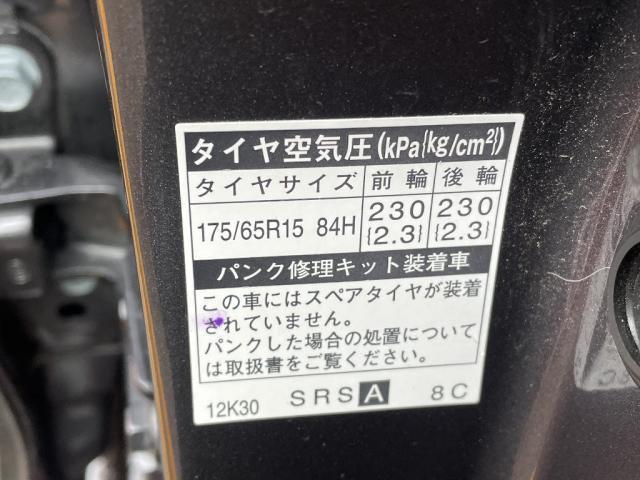 タイヤ空気圧(kPa{kg/cm²})
タイヤサイズ 前輪 後輪
175/65R15 84H 230 {2.3} 230 {2.3}
パンク修理キット装着車
この車にはスペアタイヤが装着
されていません。
パンクした場合の処置について
は取扱書をご覧ください。
12K30 SRSA 8C